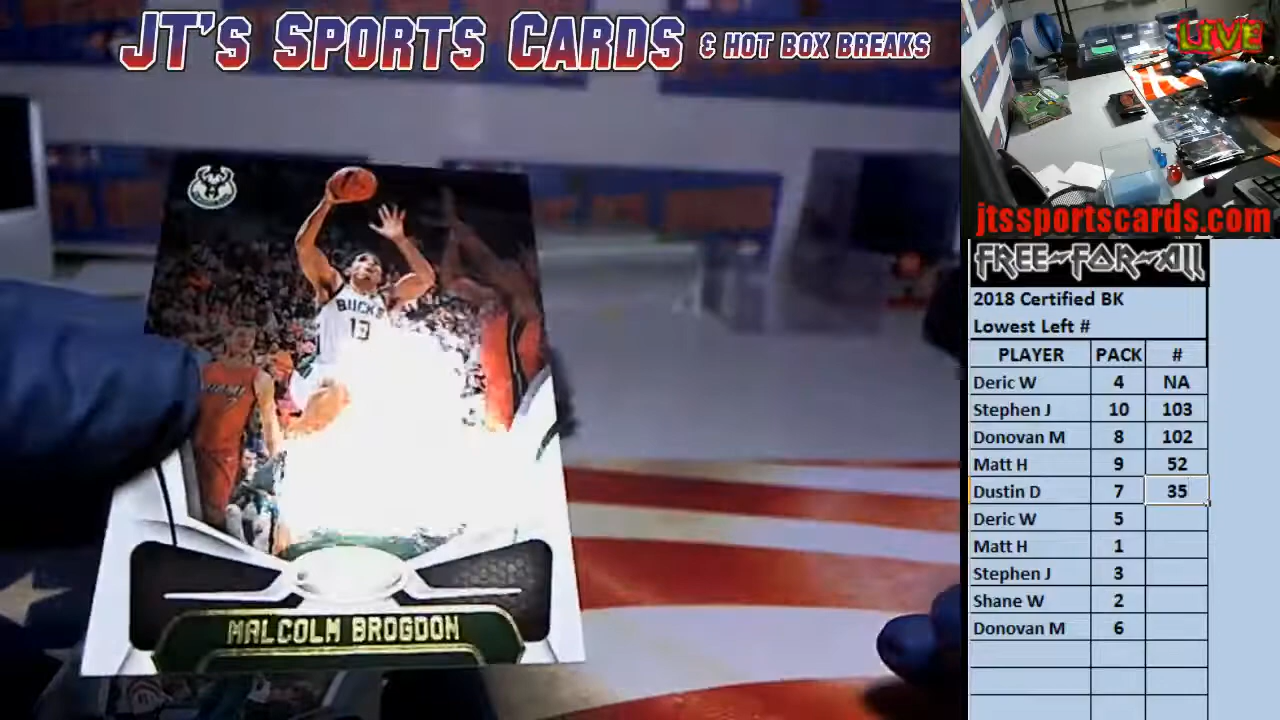 JT'S SPORTS CARDS & HOT BOX BREAKS
LIVE
jtssportscards.com
FREE-FOR-ALL
2018 Certified BK
Lowest Left #
PLAYER PACK #
Deric W 4 NA
Stephen J 10 103
Donovan M 8 102
Matt H 9 52
Dustin D 7 35
Deric W 5
Matt H 1
Stephen J 3
Shane W 2
Donovan M 6
BUCKS
13
MALCOLM BROGDON